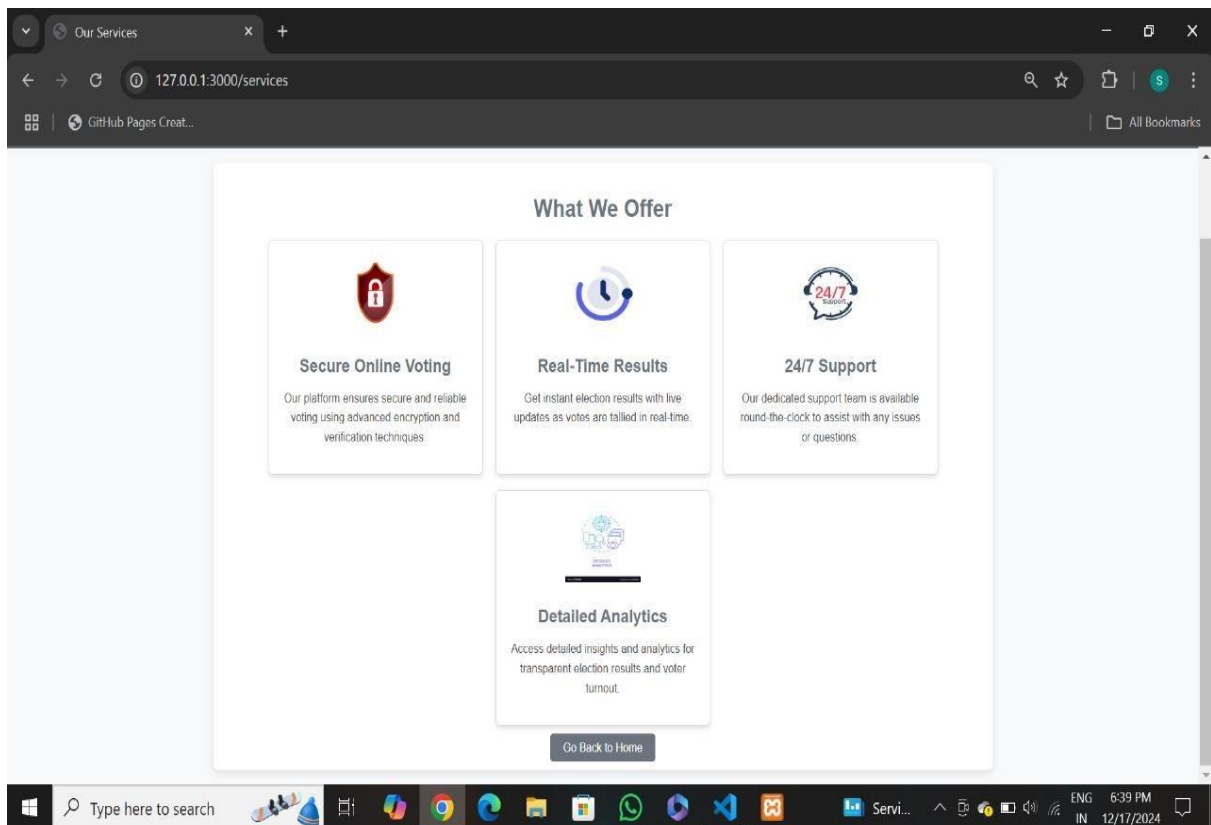 Our Services
127.0.0.1:3000/services
GitHub Pages Creat...
All Bookmarks
S
What We Offer
24/7
SUPPORT
Secure Online Voting
Real-Time Results
24/7 Support
Our platform ensures secure and reliable
voting using advanced encryption and
verification techniques.
Get instant election results with live
updates as votes are tallied in real-time.
Our dedicated support team is available
round-the-clock to assist with any issues
or questions.
Detailed Analytics
Access detailed insights and analytics for
transparent election results and voter
turnout.
Go Back to Home
Type here to search
Servi...
ENG
IN
6:39 PM
12/17/2024